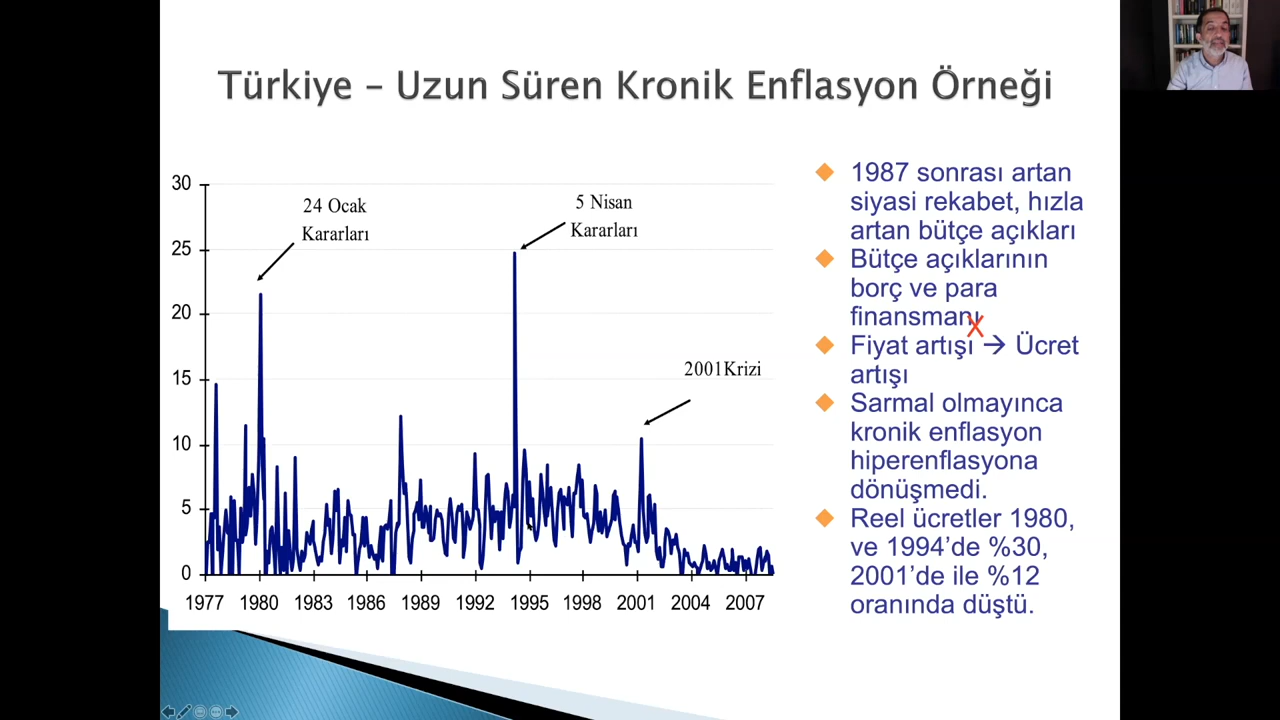 Türkiye – Uzun Süren Kronik Enflasyon Örneği
30
25
20
15
10
5
0
1977 1980 1983 1986 1989 1992 1995 1998 2001 2004 2007
24 Ocak
Kararları
5 Nisan
Kararları
2001Krizi
1987 sonrası artan
siyasi rekabet, hızla
artan bütçe açıkları
Bütçe açıklarının
borç ve para
finansmanı
Fiyat artışı → Ücret
artışı
Sarmal olmayınca
kronik enflasyon
hiperenflasyona
dönüşmedi.
Reel ücretler 1980,
ve 1994’de %30,
2001’de ile %12
oranında düştü.